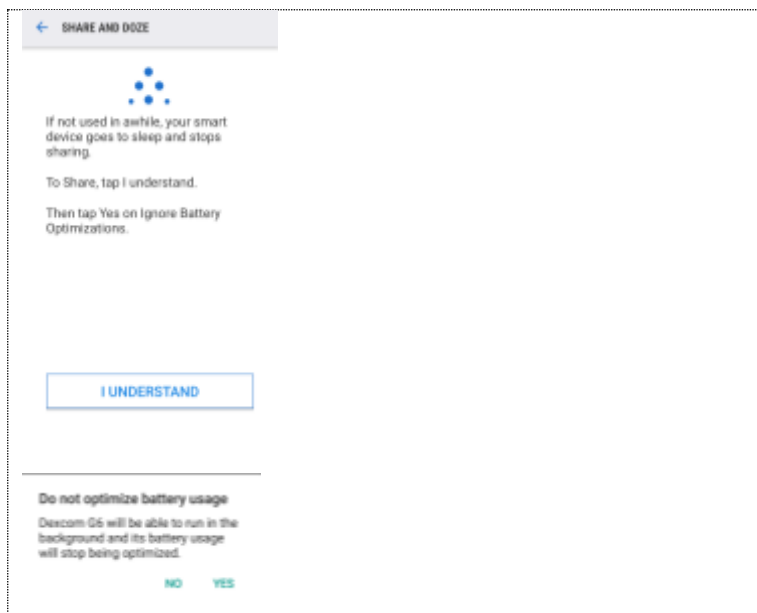 SHARE AND DOZE
If not used in awhile, your smart
device goes to sleep and stops
sharing.
To Share, tap I understand.
Then tap Yes on Ignore Battery
Optimizations.
I UNDERSTAND
Do not optimize battery usage
Dexcom G6 will be able to run in the
background and its battery usage
will stop being optimized.
NO YES